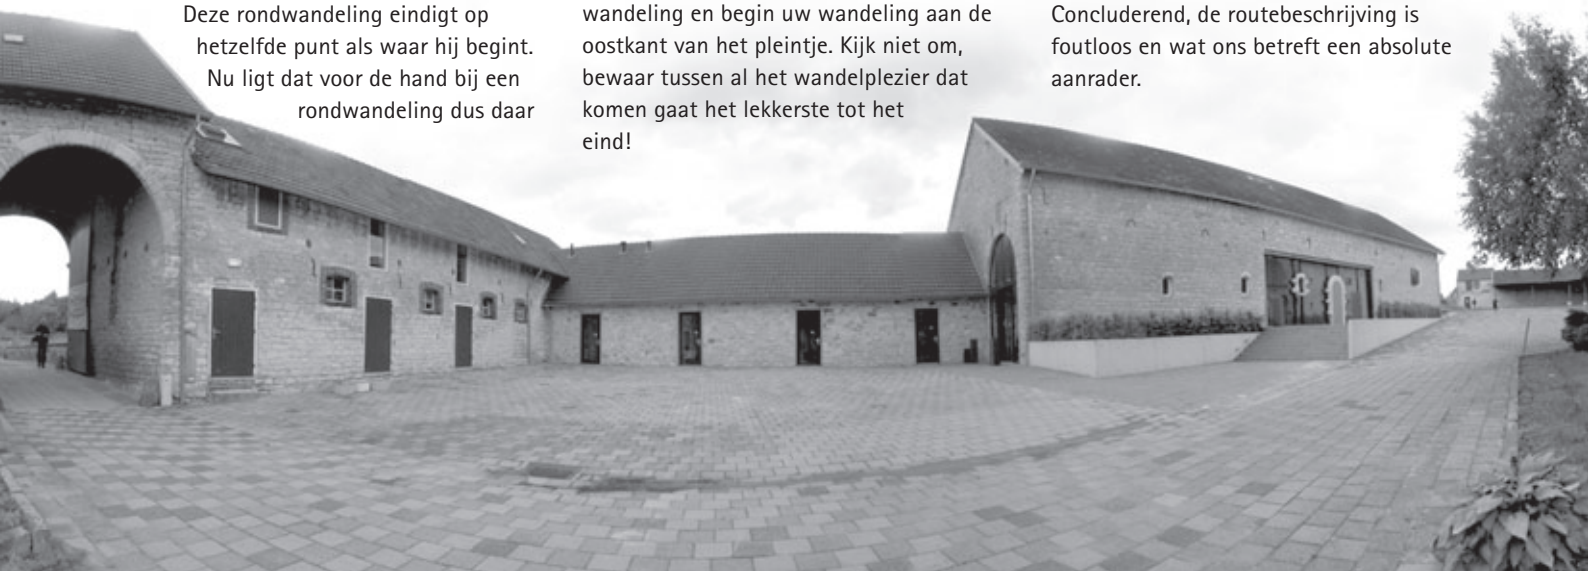 Deze rondwandeling eindigt op
hetzelfde punt als waar hij begint.
Nu ligt dat voor de hand bij een
rondwandeling dus daar
wandeling en begin uw wandeling aan de
oostkant van het pleintje. Kijk niet om,
bewaar tussen al het wandelplezier dat
komen gaat het lekkerste tot het
eind!
Concluderend, de routebeschrijving is
foutloos en wat ons betreft een absolute
aanrader.